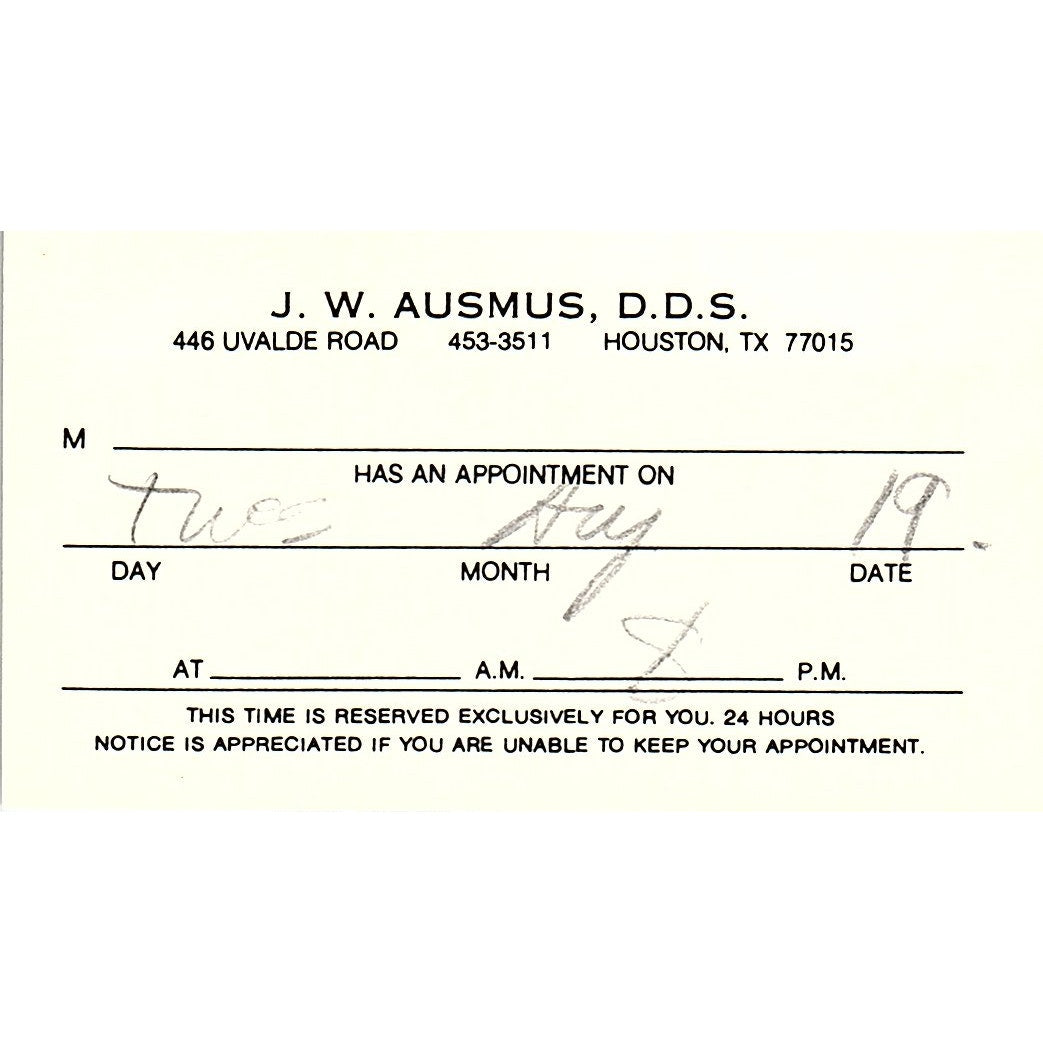 J. W. AUSMUS, D.D.S.
446 UVALDE ROAD 453-3511 HOUSTON, TX 77015
M
HAS AN APPOINTMENT ON
Tues Aug 19.
DAY MONTH DATE
AT A.M. P.M.
THIS TIME IS RESERVED EXCLUSIVELY FOR YOU. 24 HOURS
NOTICE IS APPRECIATED IF YOU ARE UNABLE TO KEEP YOUR APPOINTMENT.